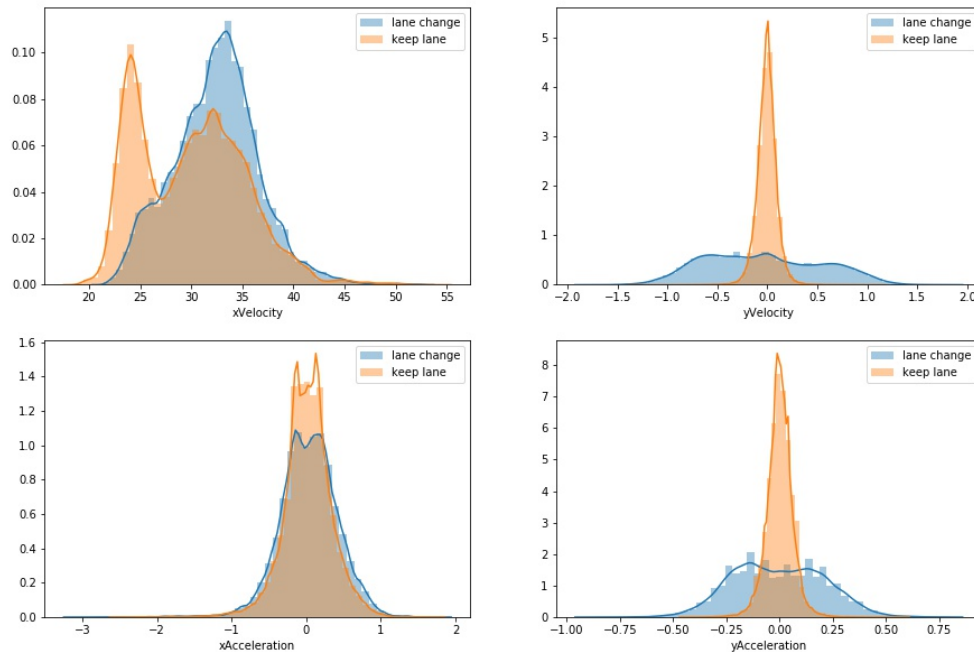 lane change
keep lane
0.10
0.08
0.06
0.04
0.02
0.00
20 25 30 35 40 45 50 55
xVelocity
lane change
keep lane
5
4
3
2
1
0
−2.0 −1.5 −1.0 −0.5 0.0 0.5 1.0 1.5 2.0
yVelocity
lane change
keep lane
1.6
1.4
1.2
1.0
0.8
0.6
0.4
0.2
0.0
−3 −2 −1 0 1 2
xAcceleration
lane change
keep lane
8
7
6
5
4
3
2
1
0
−1.00 −0.75 −0.50 −0.25 0.00 0.25 0.50 0.75
yAcceleration